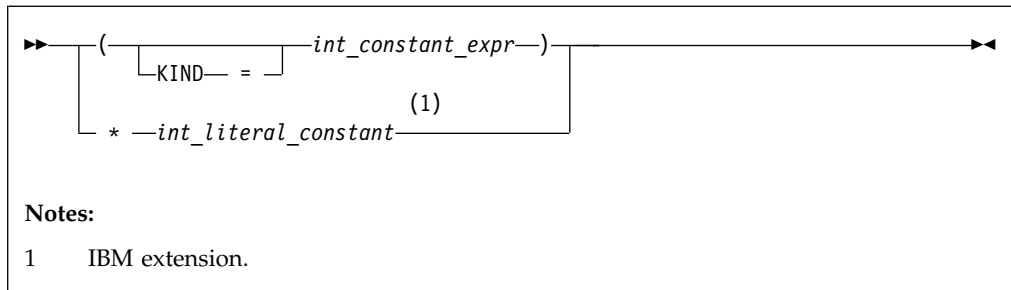 ( int_constant_expr )
KIND =
(1)
* int_literal_constant
Notes:
1 IBM extension.